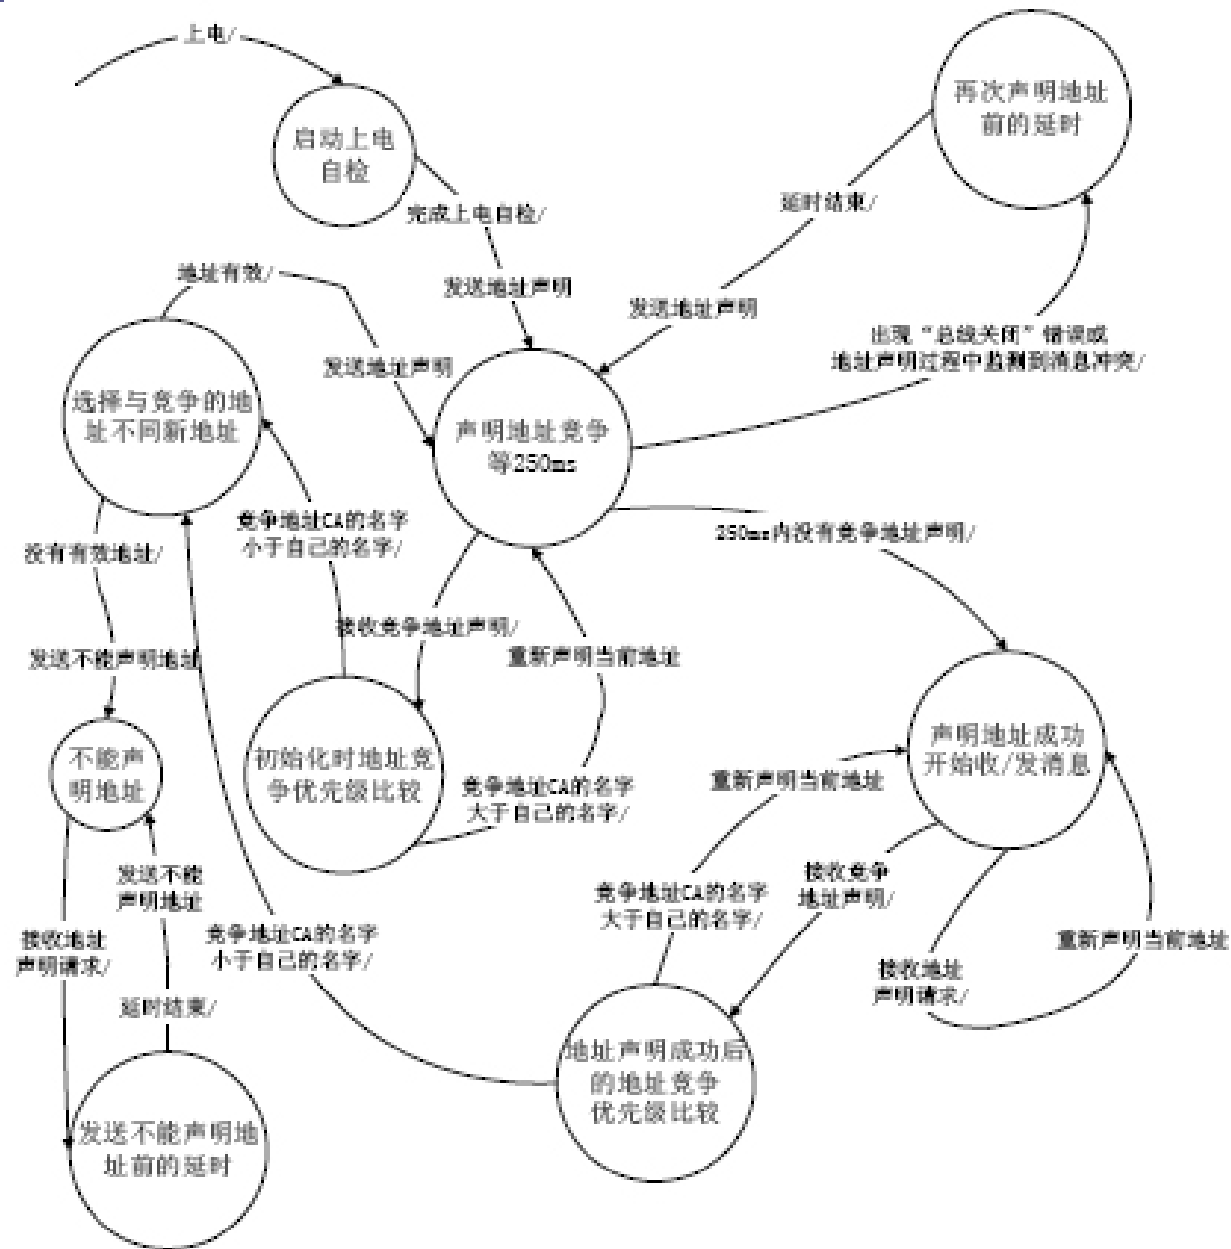 上电/
再次声明地址
前的延时
启动上电
自检
完成上电自检/
延时结束/
地址有效/
发送地址声明
发送地址声明
出现“总线关闭”错误或
地址声明过程中监测到消息冲突/
发送地址声明
选择与竞争的地
址不同新地址
声明地址竞争
等250ms
竞争地址CA的名字
小于自己的名字/
250ms内没有竞争地址声明/
没有有效地址/
接收竞争地址声明/
重新声明当前地址
发送不能声明地址
声明地址成功
开始收/发消息
不能声
明地址
初始化时地址竞
争优先级比较
竞争地址CA的名字
大于自己的名字/
重新声明当前地址
发送不能
声明地址
竞争地址CA的名字
大于自己的名字/
接收竞争
地址声明/
接收地址
声明请求/
竞争地址CA的名字
小于自己的名字/
重新声明当前地址
接收地址
声明请求/
延时结束/
地址声明成功后
的地址竞争
优先级比较
发送不能声明地
址前的延时